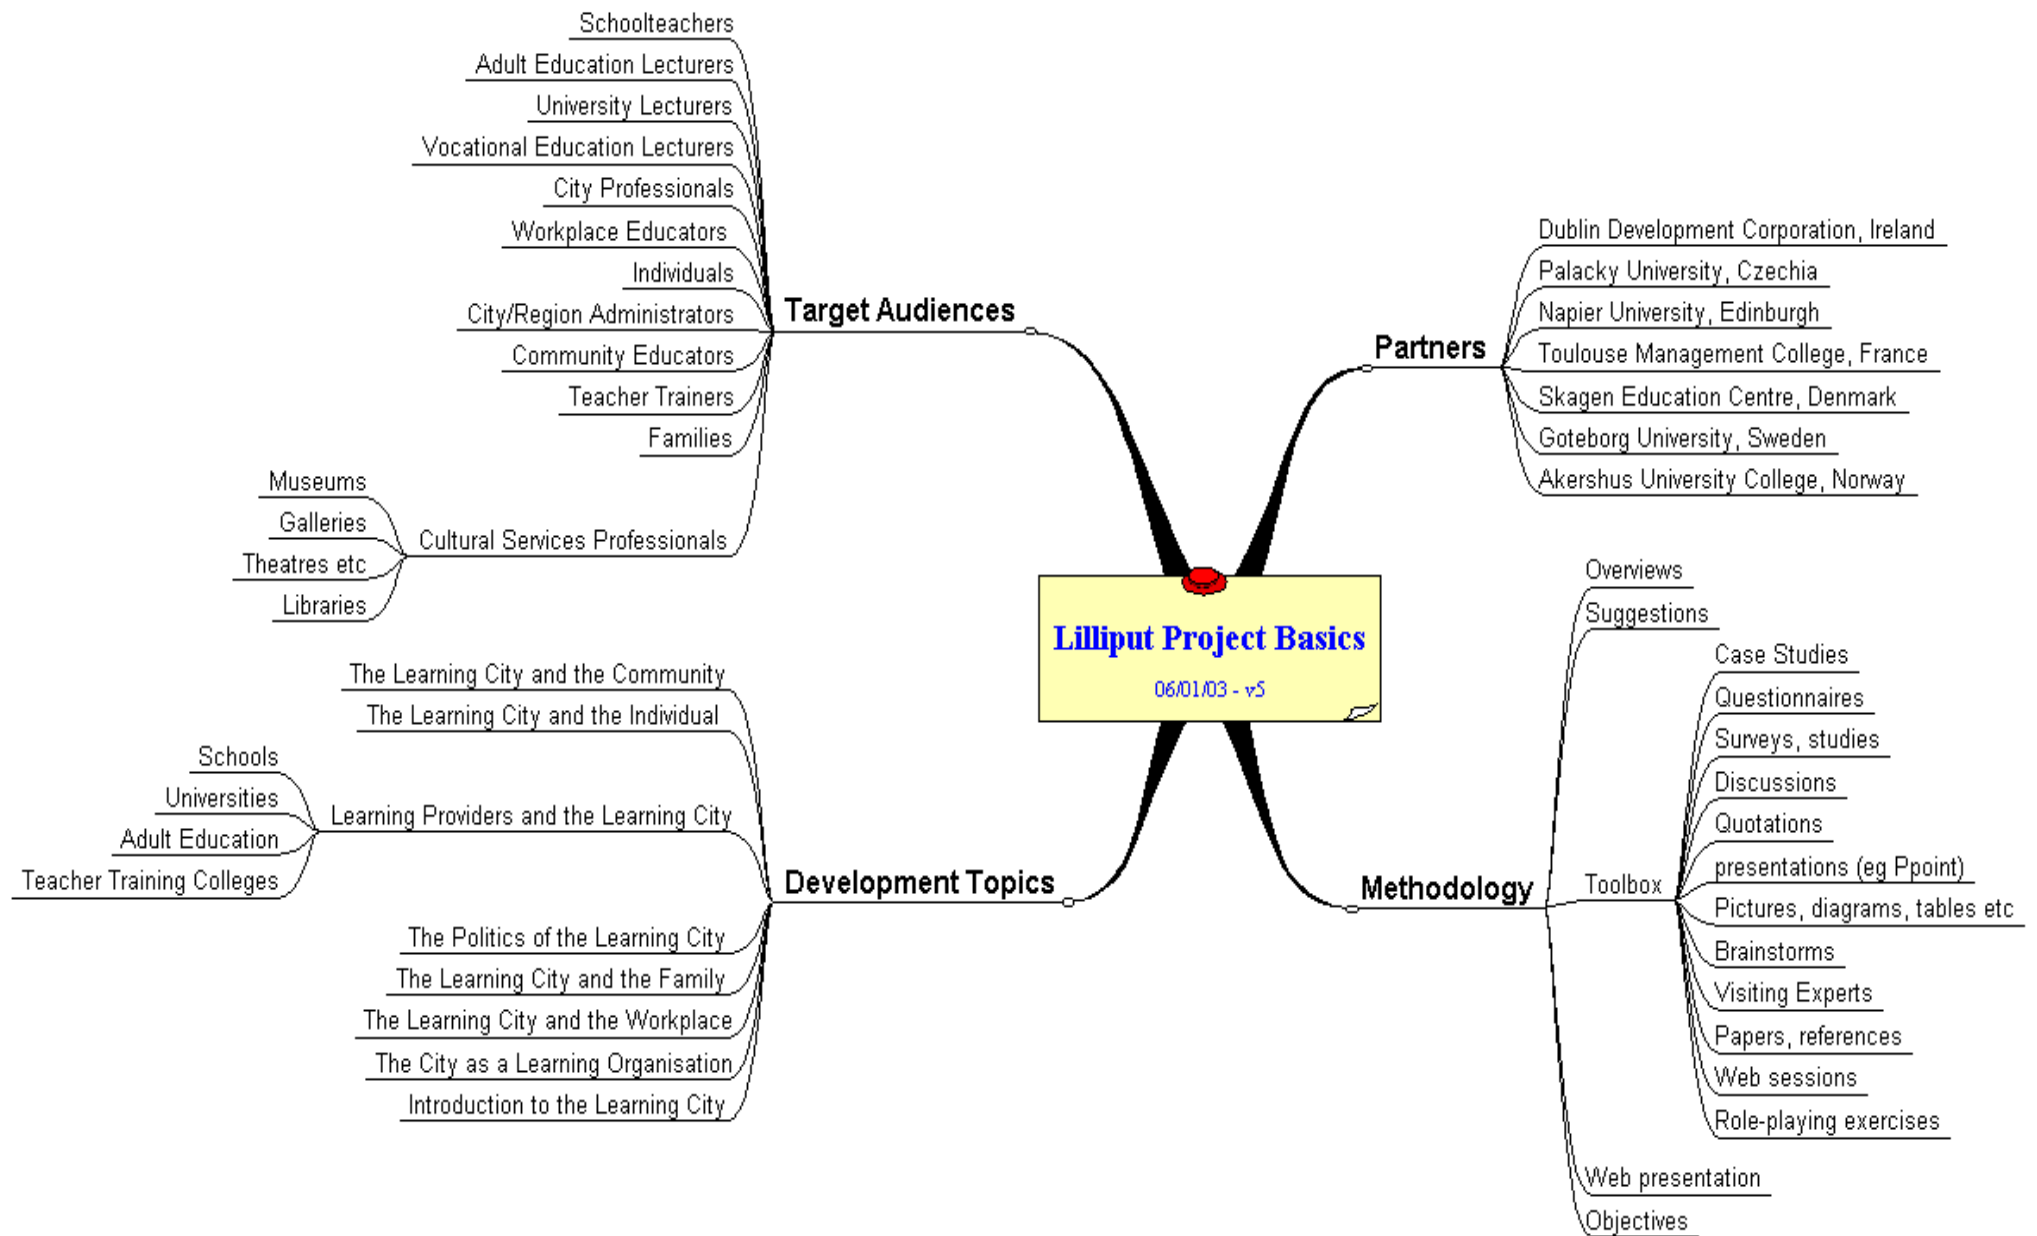 Schoolteachers
Adult Education Lecturers
University Lecturers
Vocational Education Lecturers
City Professionals
Workplace Educators
Individuals
City/Region Administrators
Community Educators
Teacher Trainers
Families
Museums
Galleries
Theatres etc
Libraries
Cultural Services Professionals
Target Audiences
Partners
Dublin Development Corporation, Ireland
Palacky University, Czechia
Napier University, Edinburgh
Toulouse Management College, France
Skagen Education Centre, Denmark
Goteborg University, Sweden
Akershus University College, Norway
Lilliput Project Basics
06/01/03 - v5
The Learning City and the Community
The Learning City and the Individual
Schools
Universities
Adult Education
Teacher Training Colleges
Learning Providers and the Learning City
Development Topics
The Politics of the Learning City
The Learning City and the Family
The Learning City and the Workplace
The City as a Learning Organisation
Introduction to the Learning City
Methodology
Overviews
Suggestions
Toolbox
Case Studies
Questionnaires
Surveys, studies
Discussions
Quotations
presentations (eg Ppoint)
Pictures, diagrams, tables etc
Brainstorms
Visiting Experts
Papers, references
Web sessions
Role-playing exercises
Web presentation
Objectives